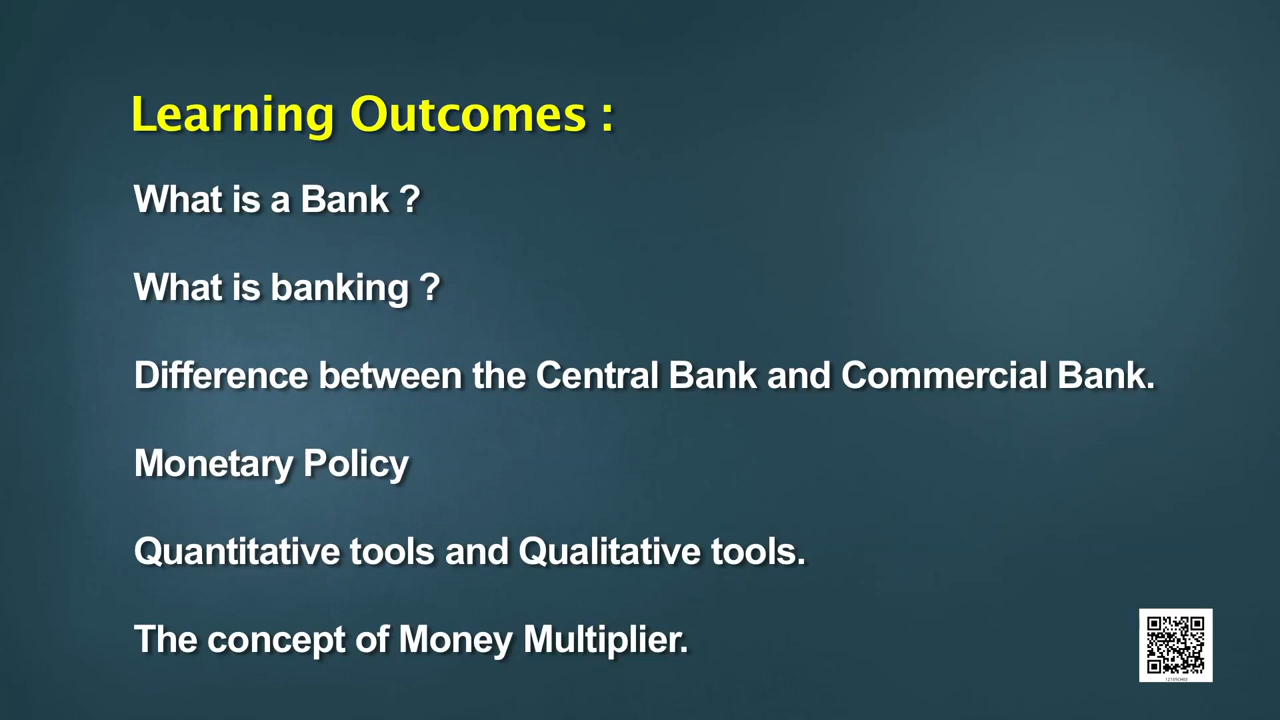 Learning Outcomes :
What is a Bank ?
What is banking ?
Difference between the Central Bank and Commercial Bank.
Monetary Policy
Quantitative tools and Qualitative tools.
The concept of Money Multiplier.